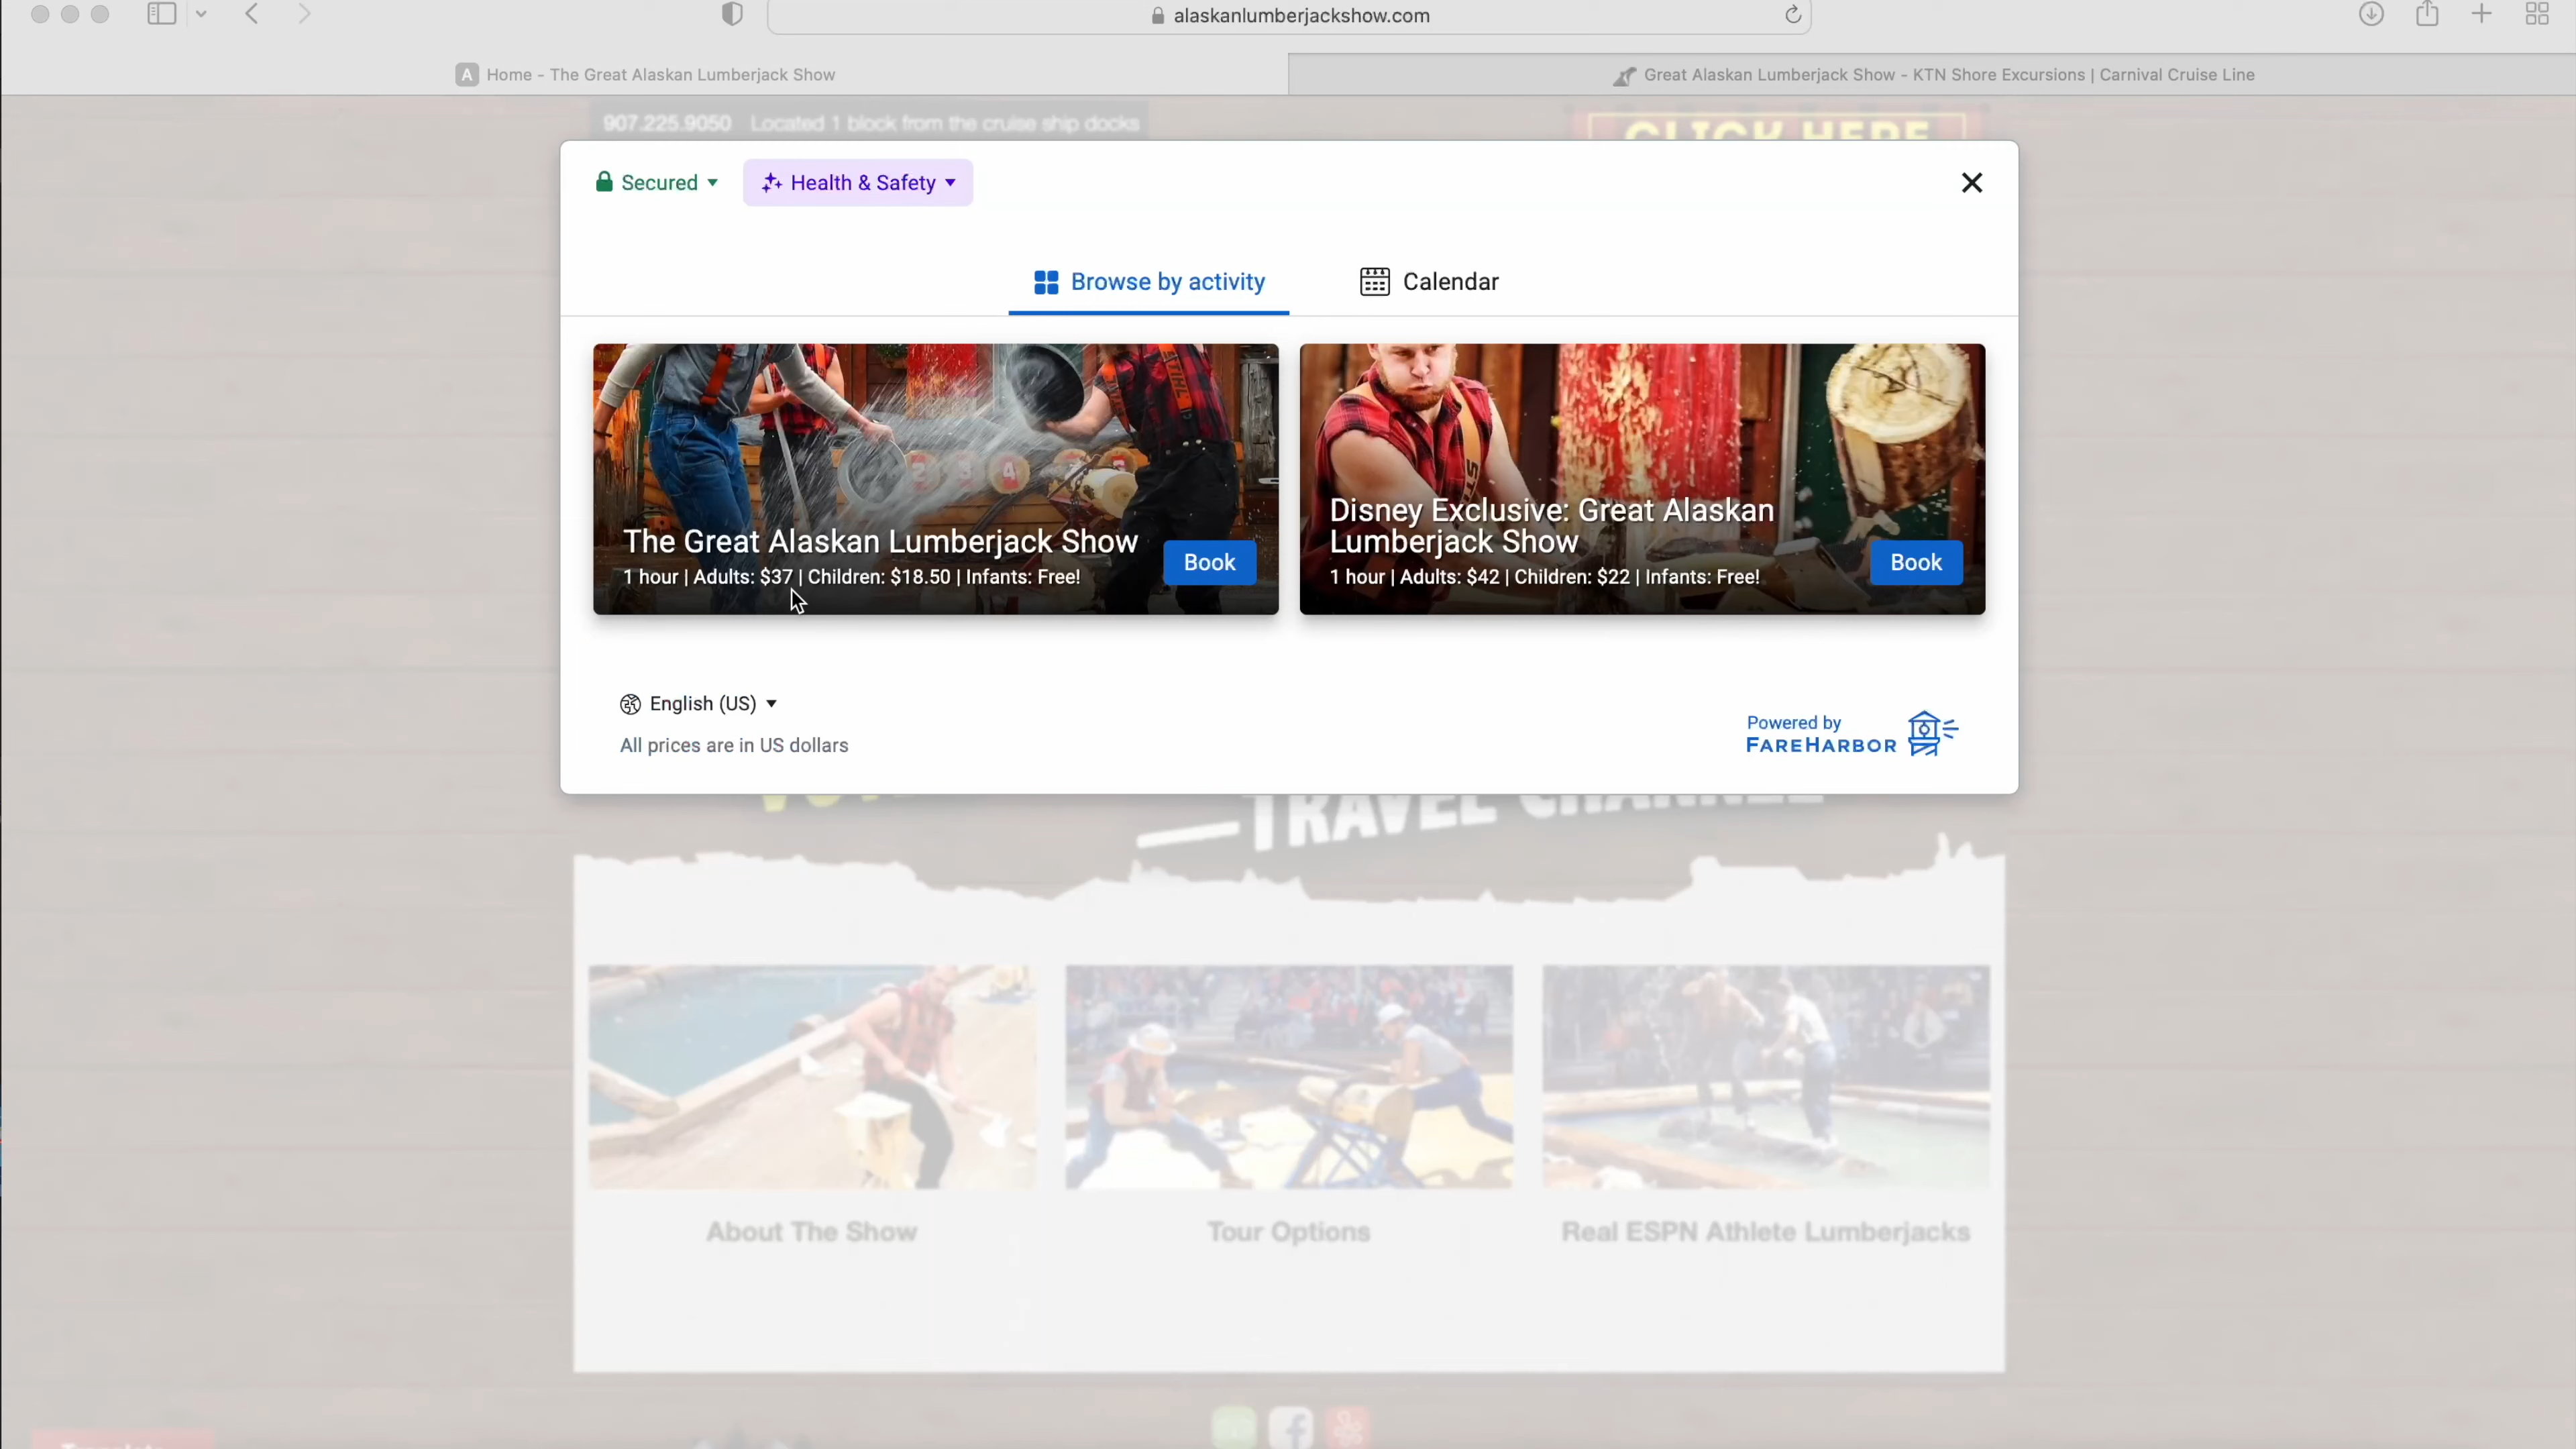 alaskanlumberjackshow.com
A Home - The Great Alaskan Lumberjack Show
Great Alaskan Lumberjack Show - KTN Shore Excursions | Carnival Cruise Line
907.225.9050 Located 1 block from the cruise ship docks
CLICK HERE
Secured
Health & Safety
Browse by activity
Calendar
The Great Alaskan Lumberjack Show
1 hour | Adults: $37 | Children: $18.50 | Infants: Free!
Book
Disney Exclusive: Great Alaskan
Lumberjack Show
1 hour | Adults: $42 | Children: $22 | Infants: Free!
Book
English (US)
All prices are in US dollars
Powered by
FAREHARBOR
TRAVEL CHANNEL
About The Show
Tour Options
Real ESPN Athlete Lumberjacks